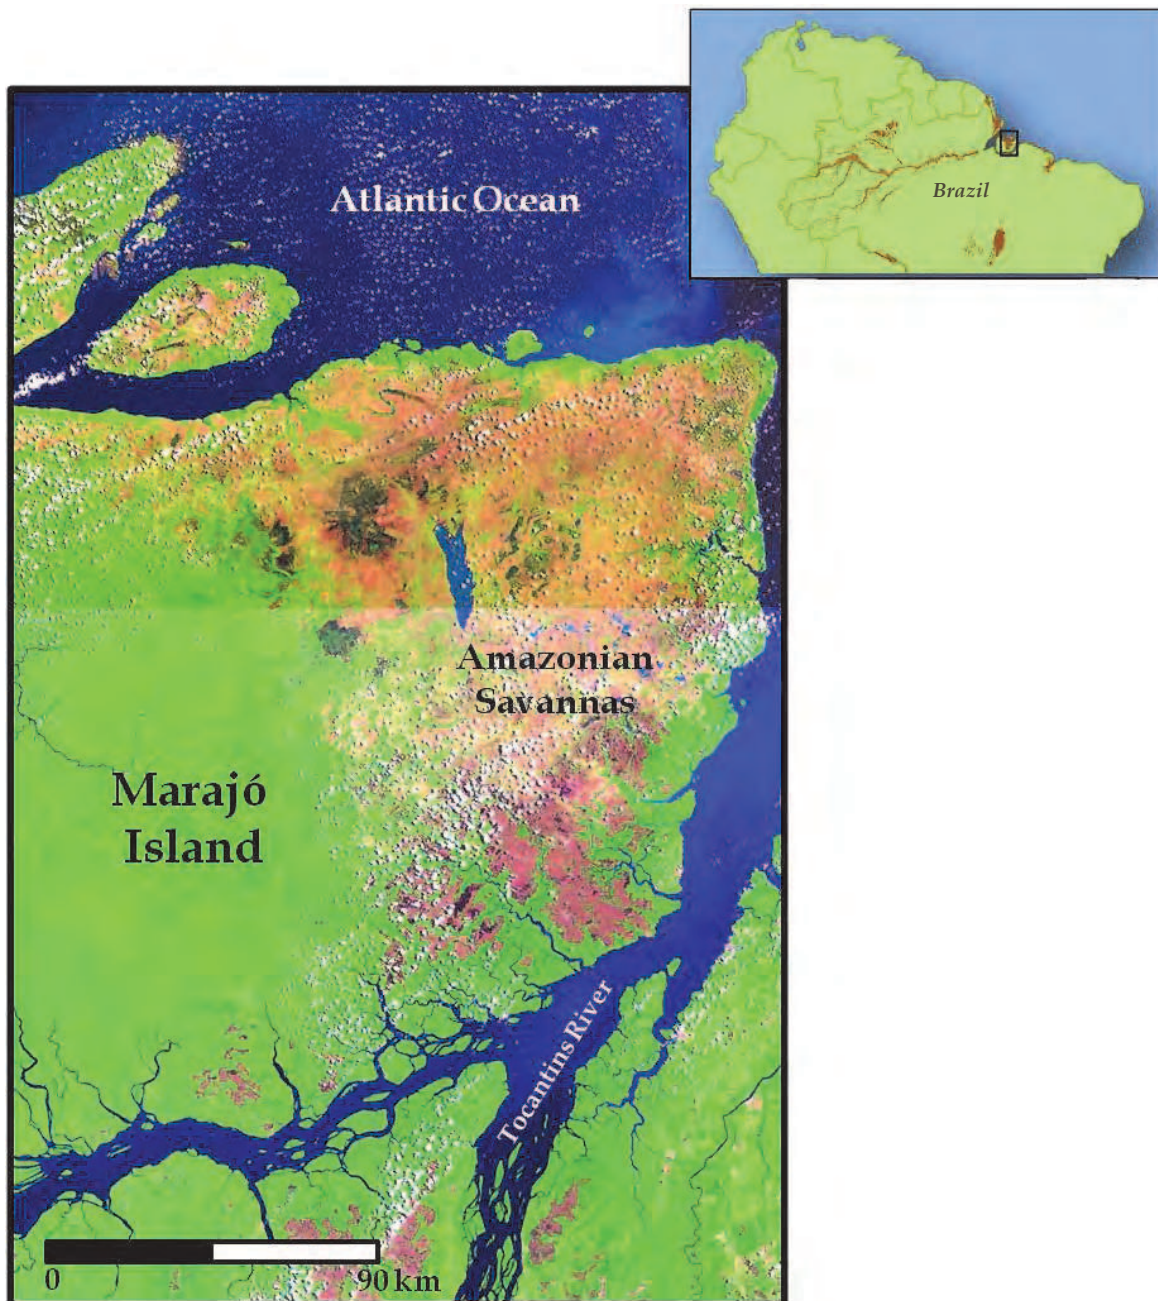 Brazil
Atlantic Ocean
Amazonian
Savannas
Marajó
Island
Tocantins River
0
90 km